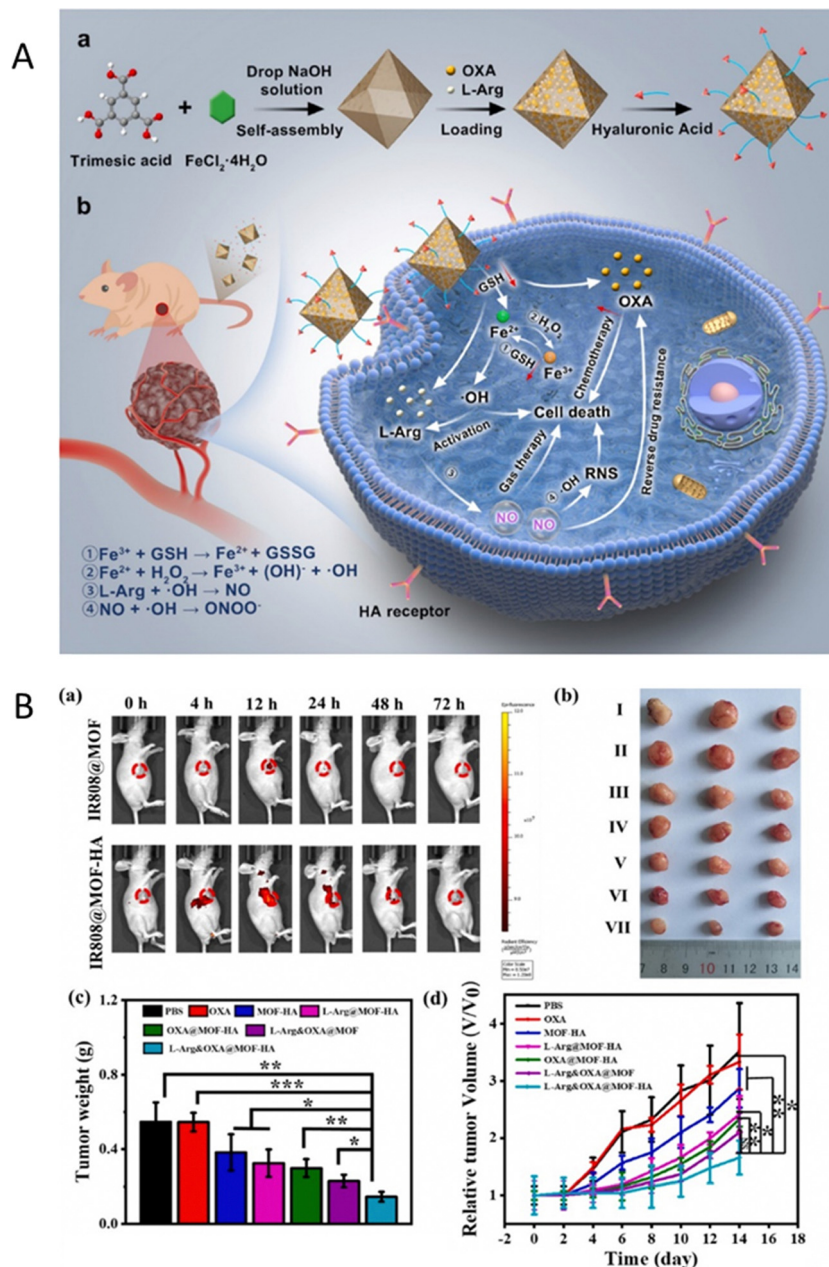 A
a
Drop NaOH
solution
Self-assembly
OXA
L-Arg
Loading
Hyaluronic Acid
+
Trimesic acid
FeCl₂·4H₂O
b
GSH
OXA
Fe²⁺
②H₂O₂
①GSH
Fe³⁺
·OH
L-Arg
Activation
Cell death
Chemotherapy
Reverse drug resistance
③
Gas therapy
④ ·OH
RNS
NO
NO
①Fe³⁺ + GSH → Fe²⁺ + GSSG
②Fe²⁺ + H₂O₂ → Fe³⁺ + (OH)⁻ + ·OH
③L-Arg + ·OH → NO
④NO + ·OH → ONOO⁻
HA receptor
B
(a)
0 h 4 h 12 h 24 h 48 h 72 h
IR808@MOF
IR808@MOF-HA
(b)
I
II
III
IV
V
VI
VII
7 8 9 10 11 12 13 14
(c)
Tumor weight (g)
1.2
0.9
0.6
0.3
0.0
PBS OXA MOF-HA L-Arg@MOF-HA
OXA@MOF-HA L-Arg&OXA@MOF
L-Arg&OXA@MOF-HA
**
***
*
**
*
(d)
Relative tumor Volume (V/V0)
4
3
2
1
PBS
OXA
MOF-HA
L-Arg@MOF-HA
OXA@MOF-HA
L-Arg&OXA@MOF
L-Arg&OXA@MOF-HA
-2 0 2 4 6 8 10 12 14 16 18
Time (day)